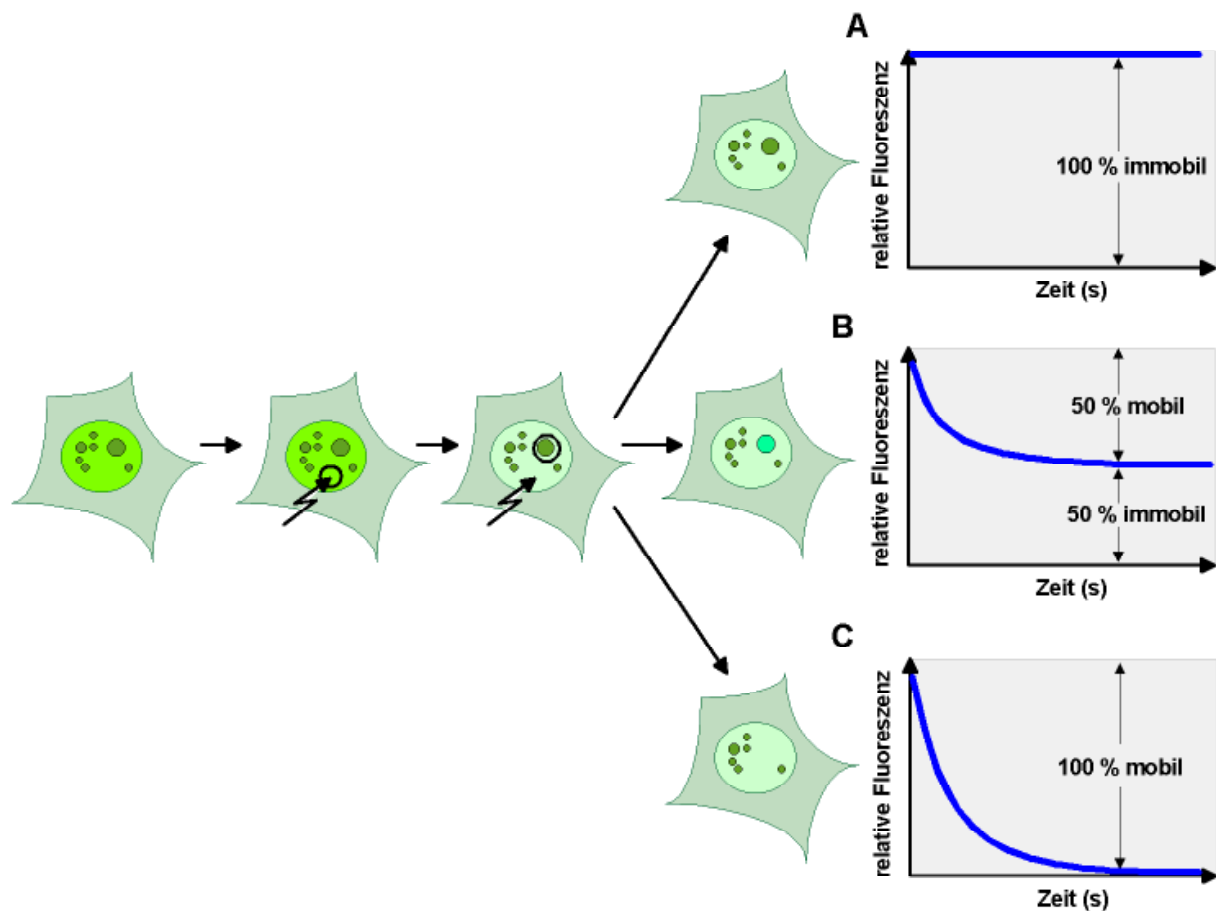 A
relative Fluoreszenz
100 % immobil
Zeit (s)
B
relative Fluoreszenz
50 % mobil
50 % immobil
Zeit (s)
C
relative Fluoreszenz
100 % mobil
Zeit (s)